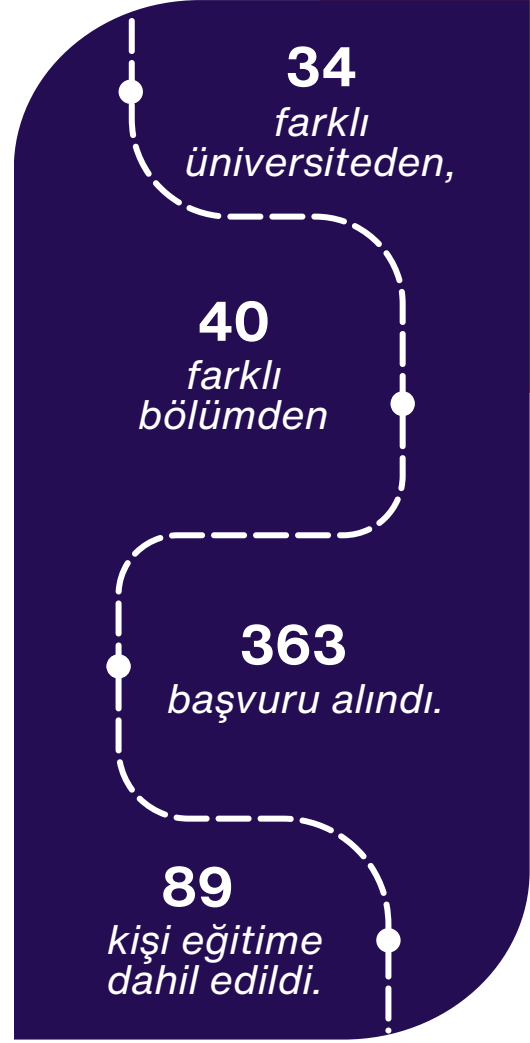 34
farklı
üniversiteden,
40
farklı
bölümden
363
başvuru alındı.
89
kişi eğitime
dahil edildi.